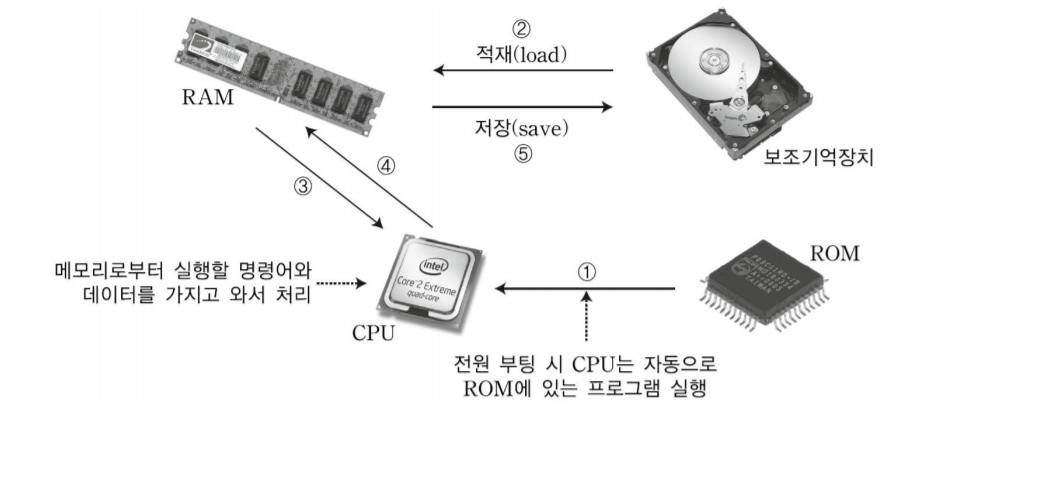 ②
적재(load)
RAM
저장(save)
⑤
보조기억장치
④
③
메모리로부터 실행할 명령어와
데이터를 가지고 와서 처리
intel
Core 2 Extreme
quad-core
CPU
①
ROM
전원 부팅 시 CPU는 자동으로
ROM에 있는 프로그램 실행